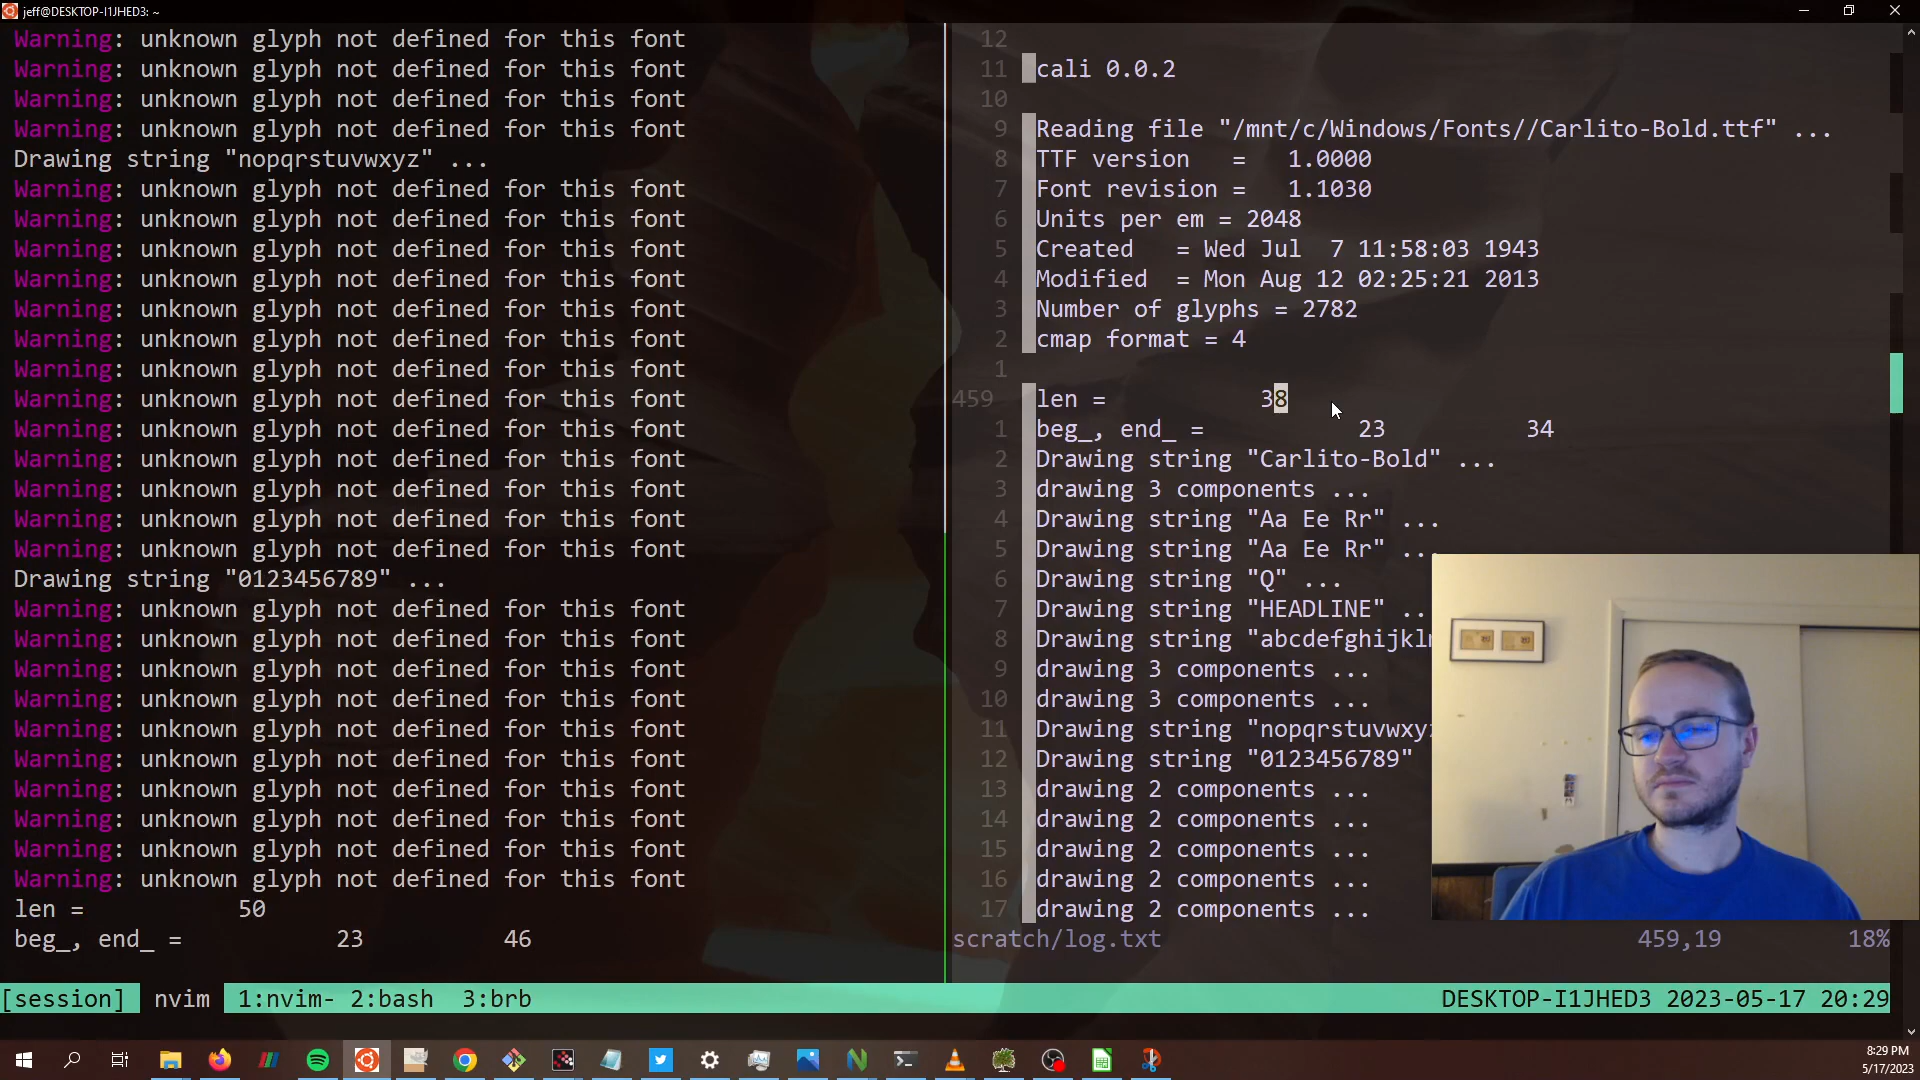 jeff@DESKTOP-I1JHED3: ~
Warning: unknown glyph not defined for this font
Warning: unknown glyph not defined for this font
Warning: unknown glyph not defined for this font
Warning: unknown glyph not defined for this font
Drawing string "nopqrstuvwxyz" ...
Warning: unknown glyph not defined for this font
Warning: unknown glyph not defined for this font
Warning: unknown glyph not defined for this font
Warning: unknown glyph not defined for this font
Warning: unknown glyph not defined for this font
Warning: unknown glyph not defined for this font
Warning: unknown glyph not defined for this font
Warning: unknown glyph not defined for this font
Warning: unknown glyph not defined for this font
Warning: unknown glyph not defined for this font
Warning: unknown glyph not defined for this font
Warning: unknown glyph not defined for this font
Warning: unknown glyph not defined for this font
Drawing string "0123456789" ...
Warning: unknown glyph not defined for this font
Warning: unknown glyph not defined for this font
Warning: unknown glyph not defined for this font
Warning: unknown glyph not defined for this font
Warning: unknown glyph not defined for this font
Warning: unknown glyph not defined for this font
Warning: unknown glyph not defined for this font
Warning: unknown glyph not defined for this font
Warning: unknown glyph not defined for this font
Warning: unknown glyph not defined for this font
len = 50
beg_, end_ = 23 46
12
11 cali 0.0.2
10
9 Reading file "/mnt/c/Windows/Fonts//Carlito-Bold.ttf" ...
8 TTF version = 1.0000
7 Font revision = 1.1030
6 Units per em = 2048
5 Created = Wed Jul 7 11:58:03 1943
4 Modified = Mon Aug 12 02:25:21 2013
3 Number of glyphs = 2782
2 cmap format = 4
1
459 len = 38
1 beg_, end_ = 23 34
2 Drawing string "Carlito-Bold" ...
3 drawing 3 components ...
4 Drawing string "Aa Ee Rr" ...
5 Drawing string "Aa Ee Rr" ...
6 Drawing string "Q" ...
7 Drawing string "HEADLINE" ..
8 Drawing string "abcdefghijkl
9 drawing 3 components ...
10 drawing 3 components ...
11 Drawing string "nopqrstuvwxy
12 Drawing string "0123456789"
13 drawing 2 components ...
14 drawing 2 components ...
15 drawing 2 components ...
16 drawing 2 components ...
17 drawing 2 components ...
scratch/log.txt 459,19 18%
[session] nvim 1:nvim- 2:bash 3:brb DESKTOP-I1JHED3 2023-05-17 20:29
8:29 PM
5/17/2023